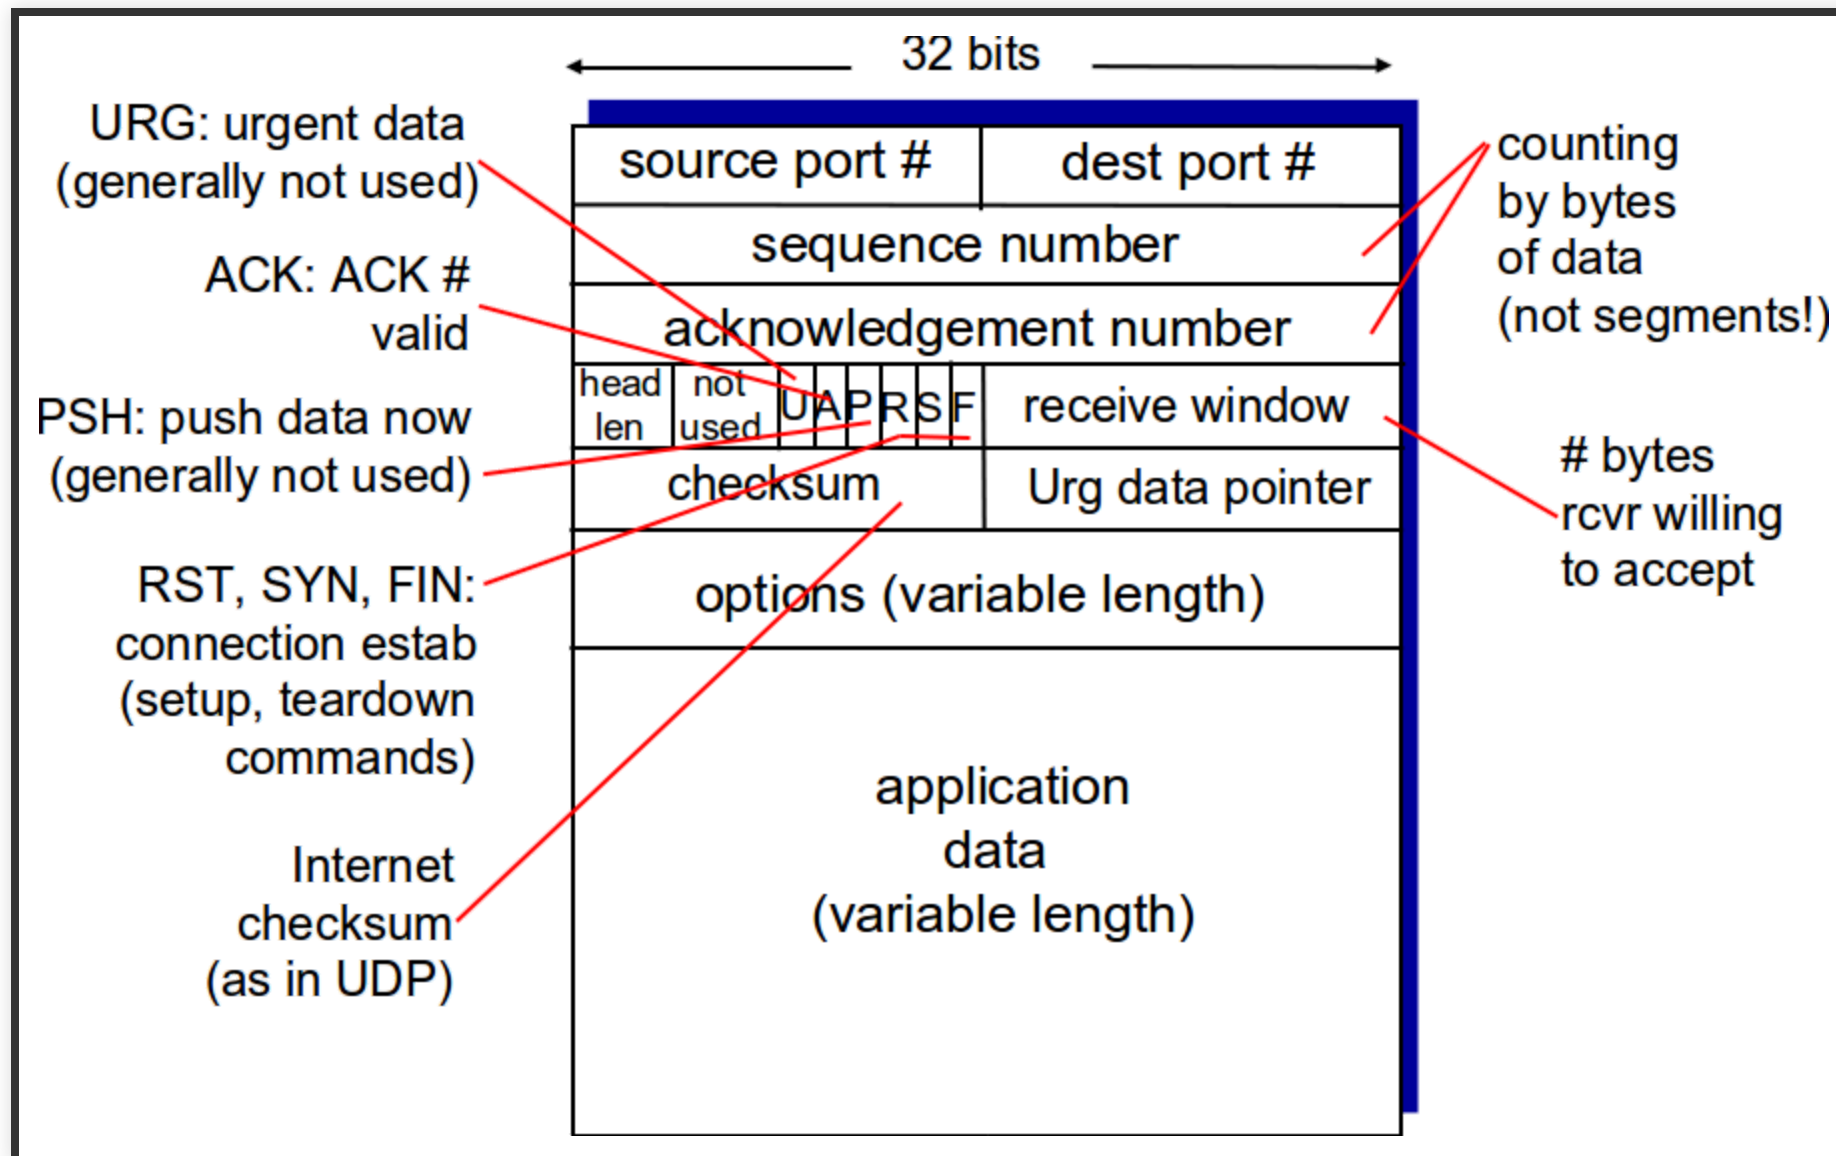 32 bits
URG: urgent data
(generally not used)
ACK: ACK #
valid
PSH: push data now
(generally not used)
RST, SYN, FIN:
connection estab
(setup, teardown
commands)
Internet
checksum
(as in UDP)
source port #
dest port #
sequence number
acknowledgement number
head
len
not
used
U
A
P
R
S
F
receive window
checksum
Urg data pointer
options (variable length)
application
data
(variable length)
counting
by bytes
of data
(not segments!)
# bytes
rcvr willing
to accept